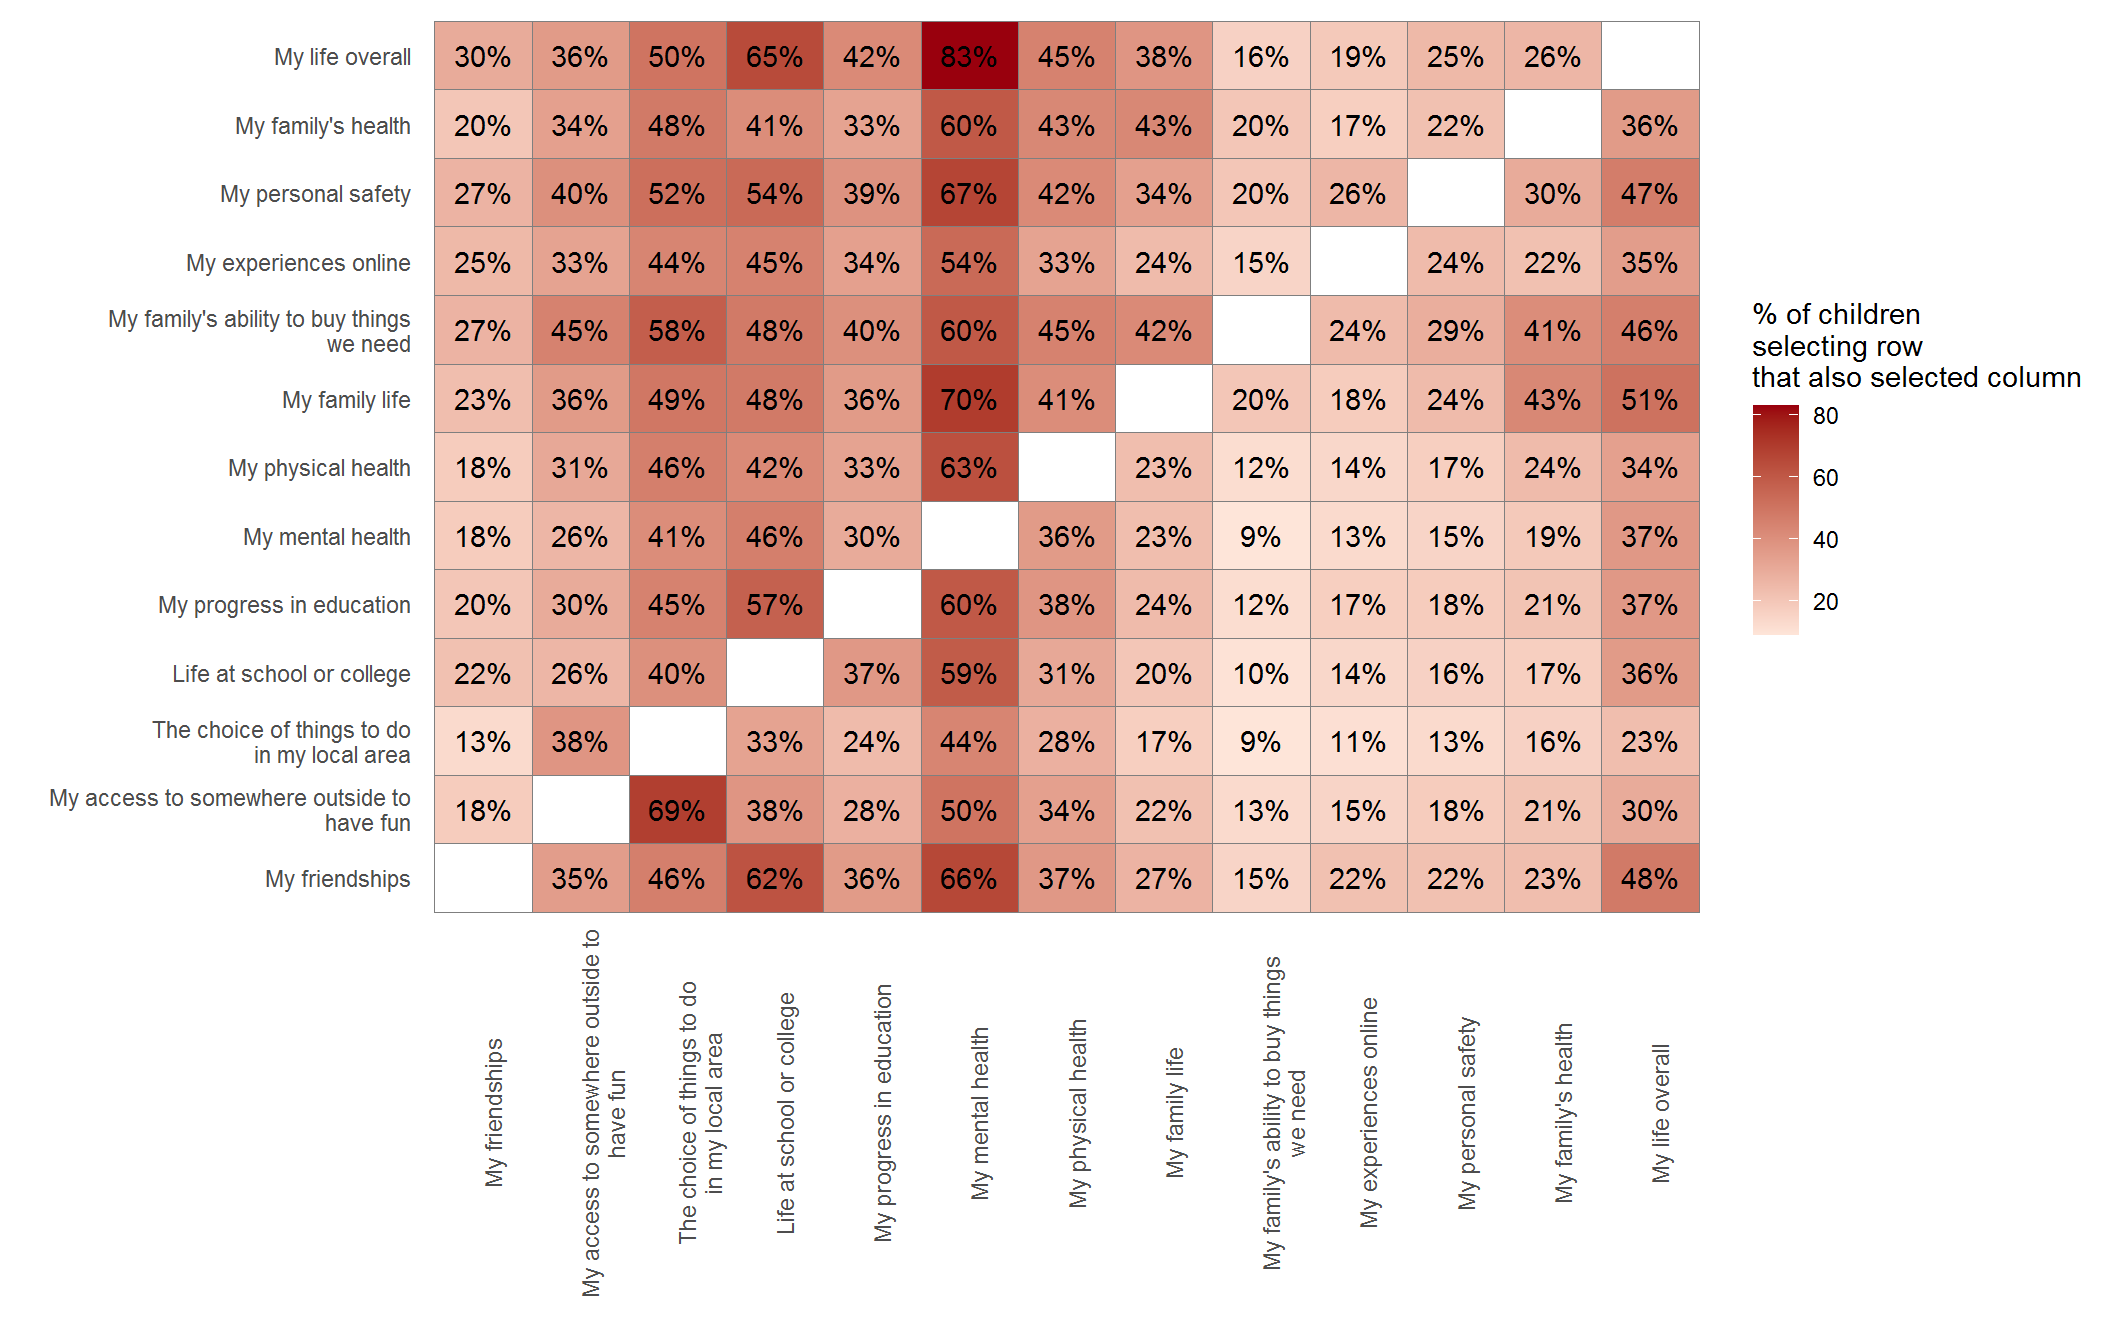 My life overall 30% 36% 50% 65% 42% 83% 45% 38% 16% 19% 25% 26%
My family's health 20% 34% 48% 41% 33% 60% 43% 43% 20% 17% 22% 36%
My personal safety 27% 40% 52% 54% 39% 67% 42% 34% 20% 26% 30% 47%
My experiences online 25% 33% 44% 45% 34% 54% 33% 24% 15% 24% 22% 35%
My family's ability to buy things
we need 27% 45% 58% 48% 40% 60% 45% 42% 24% 29% 41% 46%
My family life 23% 36% 49% 48% 36% 70% 41% 20% 18% 24% 43% 51%
My physical health 18% 31% 46% 42% 33% 63% 23% 12% 14% 17% 24% 34%
My mental health 18% 26% 41% 46% 30% 36% 23% 9% 13% 15% 19% 37%
My progress in education 20% 30% 45% 57% 60% 38% 24% 12% 17% 18% 21% 37%
Life at school or college 22% 26% 40% 37% 59% 31% 20% 10% 14% 16% 17% 36%
The choice of things to do
in my local area 13% 38% 33% 24% 44% 28% 17% 9% 11% 13% 16% 23%
My access to somewhere outside to
have fun 18% 69% 38% 28% 50% 34% 22% 13% 15% 18% 21% 30%
My friendships 35% 46% 62% 36% 66% 37% 27% 15% 22% 22% 23% 48%
My friendships
My access to somewhere outside to
have fun
The choice of things to do
in my local area
Life at school or college
My progress in education
My mental health
My physical health
My family life
My family's ability to buy things
we need
My experiences online
My personal safety
My family's health
My life overall
% of children
selecting row
that also selected column
80
60
40
20